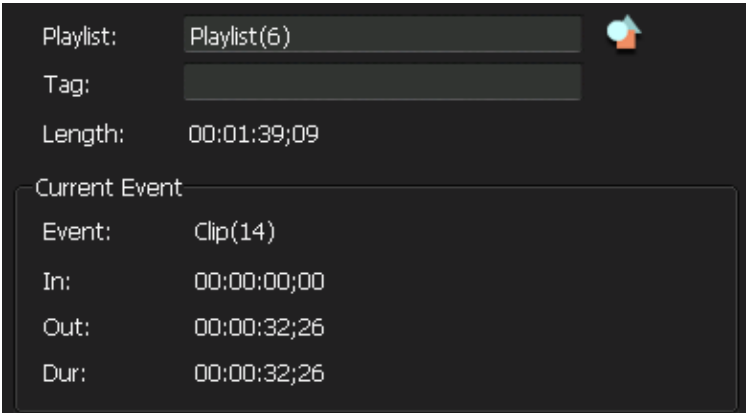 Playlist: Playlist(6)
Tag:
Length: 00:01:39;09
Current Event
Event: Clip(14)
In: 00:00:00;00
Out: 00:00:32;26
Dur: 00:00:32;26